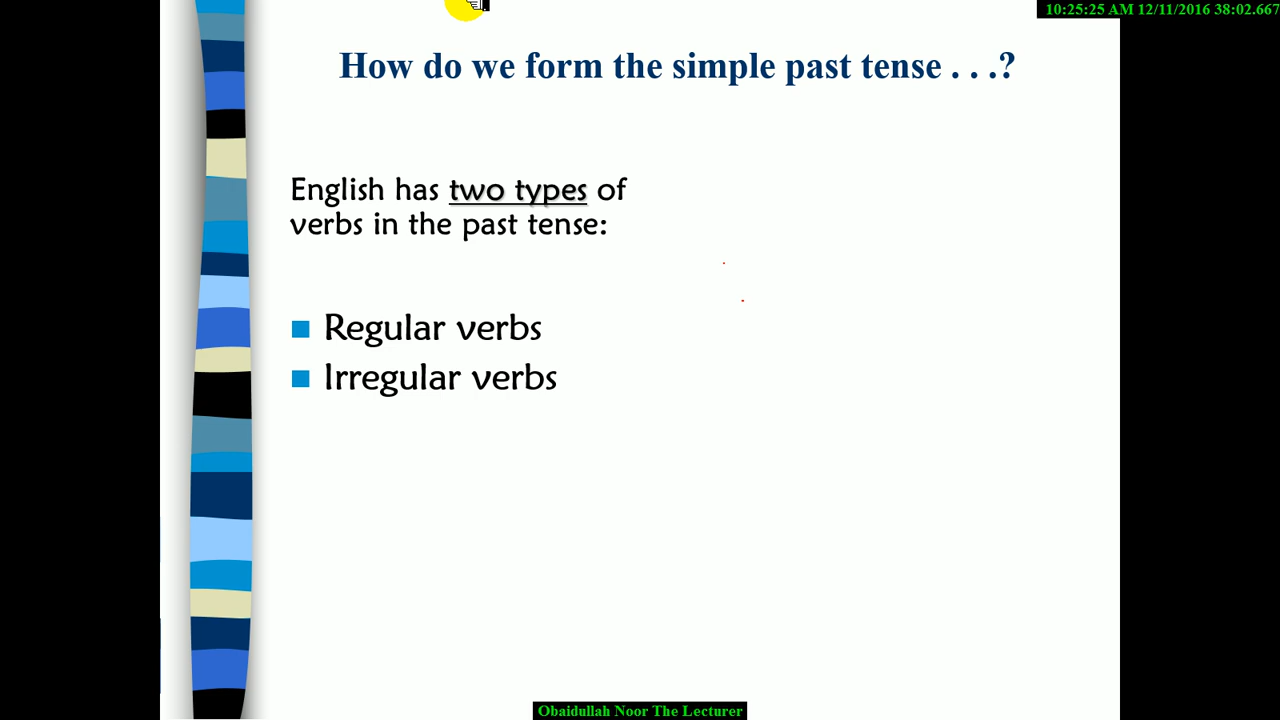 10:25:25 AM 12/11/2016 38:02.667
How do we form the simple past tense . . .?
English has two types of
verbs in the past tense:
Regular verbs
Irregular verbs
Obaidullah Noor The Lecturer